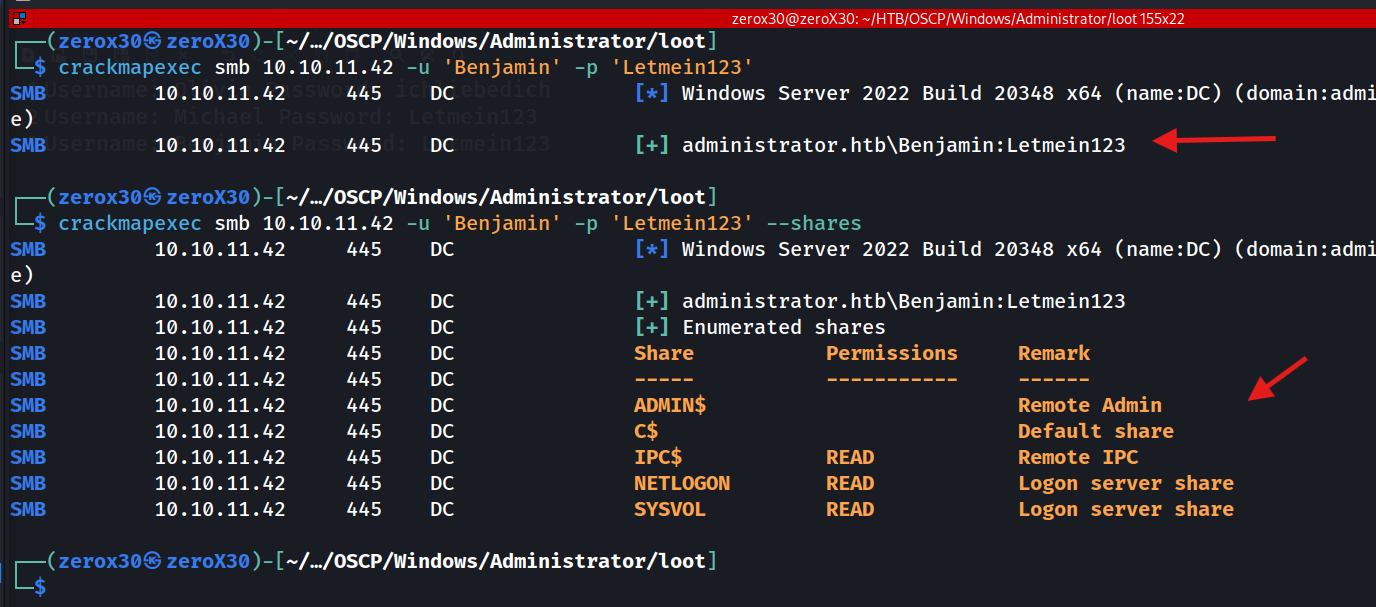 zerox30@zeroX30: ~/HTB/OSCP/Windows/Administrator/loot 155x22
┌──(zerox30㉿zeroX30)-[~/…/OSCP/Windows/Administrator/loot]
└─$ crackmapexec smb 10.10.11.42 -u 'Benjamin' -p 'Letmein123'
SMB 10.10.11.42 445 DC [*] Windows Server 2022 Build 20348 x64 (name:DC) (domain:admi
e)
Username: Michael Password: Letmein123
SMB 10.10.11.42 445 DC [+] administrator.htb\Benjamin:Letmein123
┌──(zerox30㉿zeroX30)-[~/…/OSCP/Windows/Administrator/loot]
└─$ crackmapexec smb 10.10.11.42 -u 'Benjamin' -p 'Letmein123' --shares
SMB 10.10.11.42 445 DC [*] Windows Server 2022 Build 20348 x64 (name:DC) (domain:admi
e)
SMB 10.10.11.42 445 DC [+] administrator.htb\Benjamin:Letmein123
SMB 10.10.11.42 445 DC [+] Enumerated shares
SMB 10.10.11.42 445 DC Share Permissions Remark
SMB 10.10.11.42 445 DC ----- ----------- ------
SMB 10.10.11.42 445 DC ADMIN$ Remote Admin
SMB 10.10.11.42 445 DC C$ Default share
SMB 10.10.11.42 445 DC IPC$ READ Remote IPC
SMB 10.10.11.42 445 DC NETLOGON READ Logon server share
SMB 10.10.11.42 445 DC SYSVOL READ Logon server share
┌──(zerox30㉿zeroX30)-[~/…/OSCP/Windows/Administrator/loot]
└─$